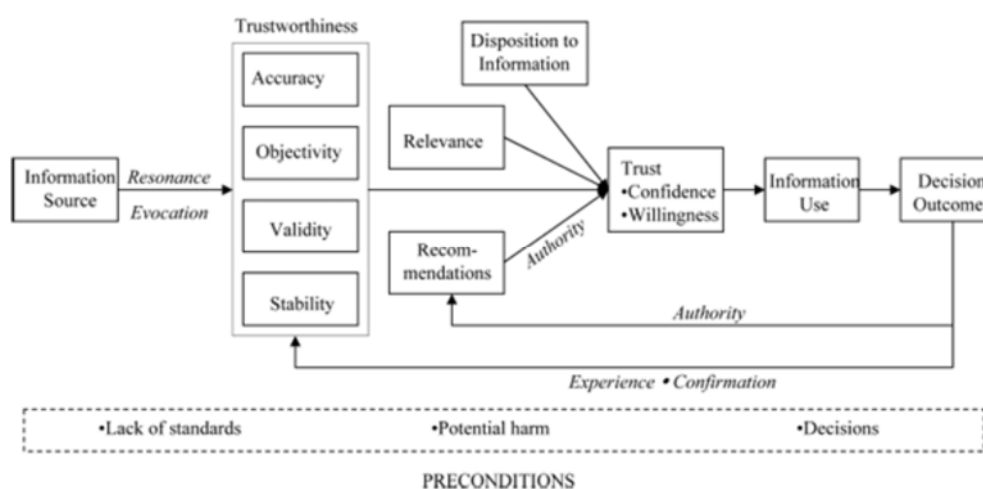 Trustworthiness
Accuracy
Objectivity
Validity
Stability
Information
Source
Resonance
Evocation
Disposition to
Information
Relevance
Recom-
mendations
Authority
Trust
•Confidence
•Willingness
Information
Use
Decision
Outcome
Authority
Experience • Confirmation
•Lack of standards
•Potential harm
•Decisions
PRECONDITIONS